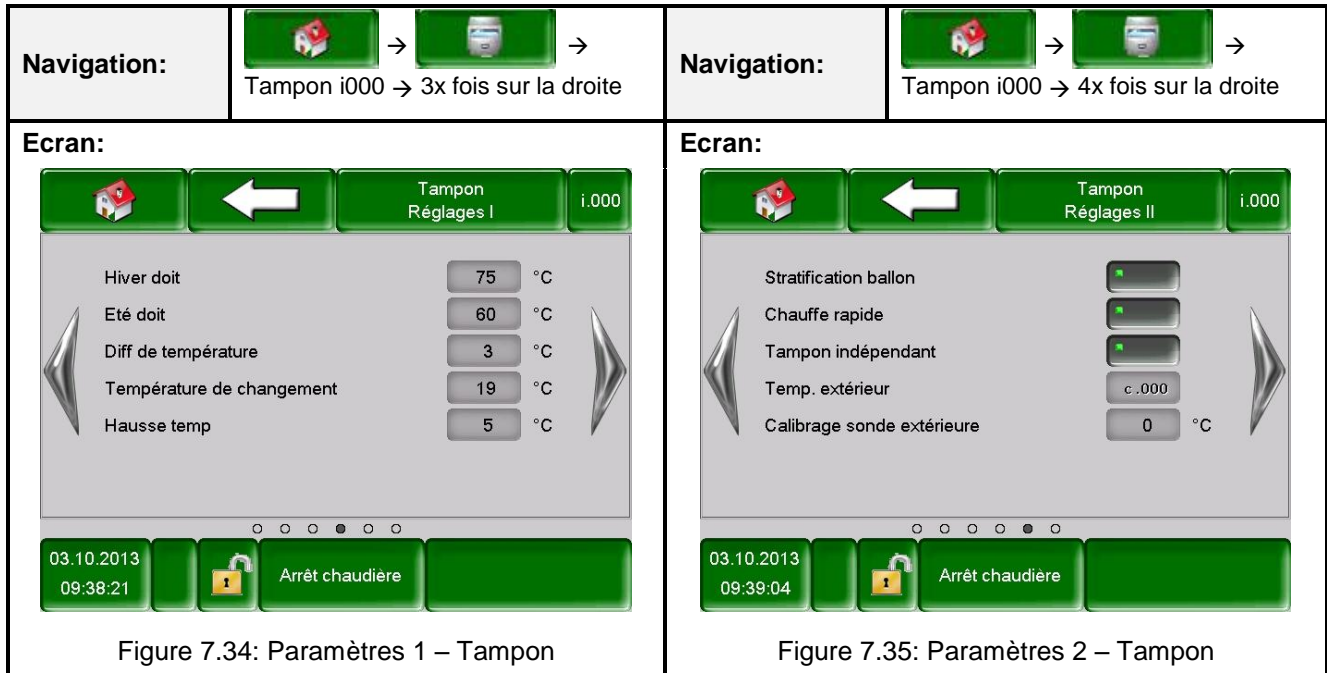 Navigation:
→ →
Tampon i000 → 3x fois sur la droite
Navigation:
→ →
Tampon i000 → 4x fois sur la droite
Ecran:
Tampon
Réglages I
i.000
Hiver doit 75 °C
Eté doit 60 °C
Diff de température 3 °C
Température de changement 19 °C
Hausse temp 5 °C
03.10.2013
09:38:21
1
Arrêt chaudière
Figure 7.34: Paramètres 1 – Tampon
Ecran:
Tampon
Réglages II
i.000
Stratification ballon
Chauffe rapide
Tampon indépendant
Temp. extérieur c.000
Calibrage sonde extérieure 0 °C
03.10.2013
09:39:04
1
Arrêt chaudière
Figure 7.35: Paramètres 2 – Tampon